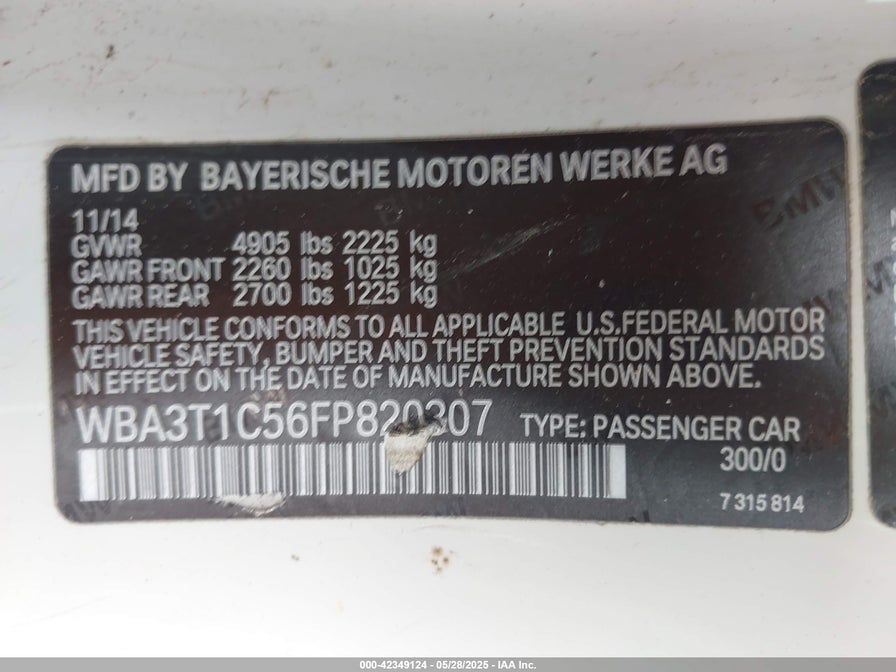 MFD BY BAYERISCHE MOTOREN WERKE AG
11/14
GVWR 4905 lbs 2225 kg
GAWR FRONT 2260 lbs 1025 kg
GAWR REAR 2700 lbs 1225 kg
THIS VEHICLE CONFORMS TO ALL APPLICABLE U.S.FEDERAL MOTOR
VEHICLE SAFETY, BUMPER AND THEFT PREVENTION STANDARDS
IN EFFECT ON THE DATE OF MANUFACTURE SHOWN ABOVE.
WBA3T1C56FP820307 TYPE: PASSENGER CAR
300/0
7 315 814
000-42349124 - 05/28/2025 - IAA Inc.